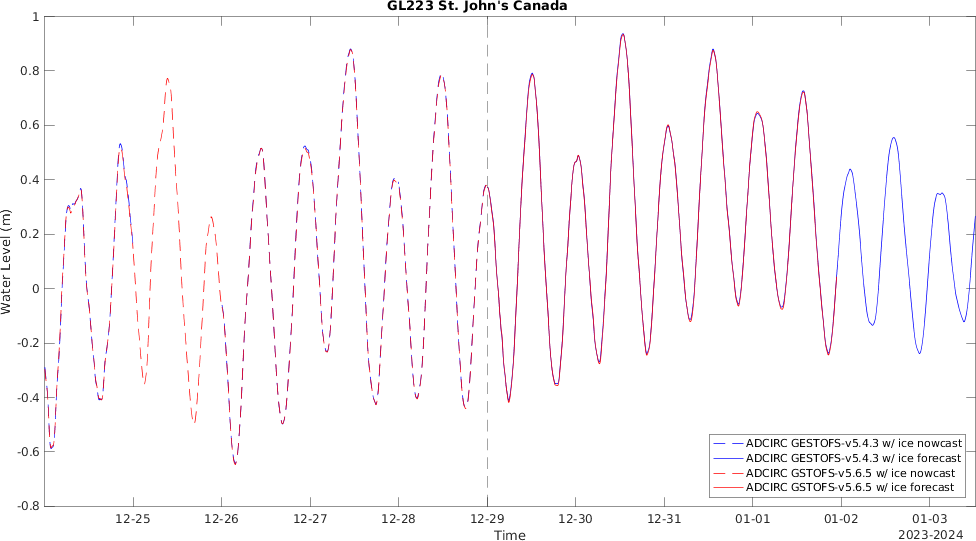 GL223 St. John's Canada
Water Level (m)
1
0.8
0.6
0.4
0.2
0
-0.2
-0.4
-0.6
-0.8
ADCIRC GESTOFS-v5.4.3 w/ ice nowcast
ADCIRC GESTOFS-v5.4.3 w/ ice forecast
ADCIRC GSTOFS-v5.6.5 w/ ice nowcast
ADCIRC GSTOFS-v5.6.5 w/ ice forecast
12-25 12-26 12-27 12-28 12-29 12-30 12-31 01-01 01-02 01-03
Time
2023-2024